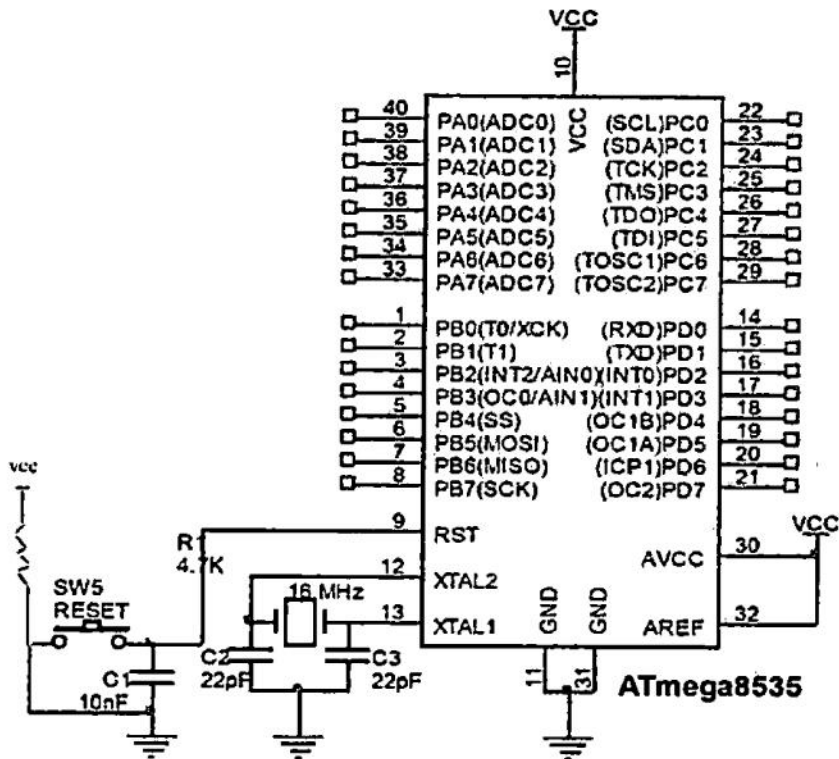 VCC
10
VCC
40 PA0(ADC0) (SCL)PC0 22
39 PA1(ADC1) (SDA)PC1 23
38 PA2(ADC2) (TCK)PC2 24
37 PA3(ADC3) (TMS)PC3 25
36 PA4(ADC4) (TDO)PC4 26
35 PA5(ADC5) (TDI)PC5 27
34 PA6(ADC6) (TOSC1)PC6 28
33 PA7(ADC7) (TOSC2)PC7 29
1 PB0(T0/XCK) (RXD)PD0 14
2 PB1(T1) (TXD)PD1 15
3 PB2(INT2/AIN0)(INT0)PD2 16
4 PB3(OC0/AIN1)(INT1)PD3 17
5 PB4(SS) (OC1B)PD4 18
6 PB5(MOSI) (OC1A)PD5 19
7 PB6(MISO) (ICP1)PD6 20
8 PB7(SCK) (OC2)PD7 21
vcc
9 RST
R1
4.7K
VCC
AVCC 30
12 XTAL2
SW5
RESET
16 MHz
13 XTAL1
GND
GND
AREF 32
C1
10nF
C2
22pF
C3
22pF
11
31
ATmega8535